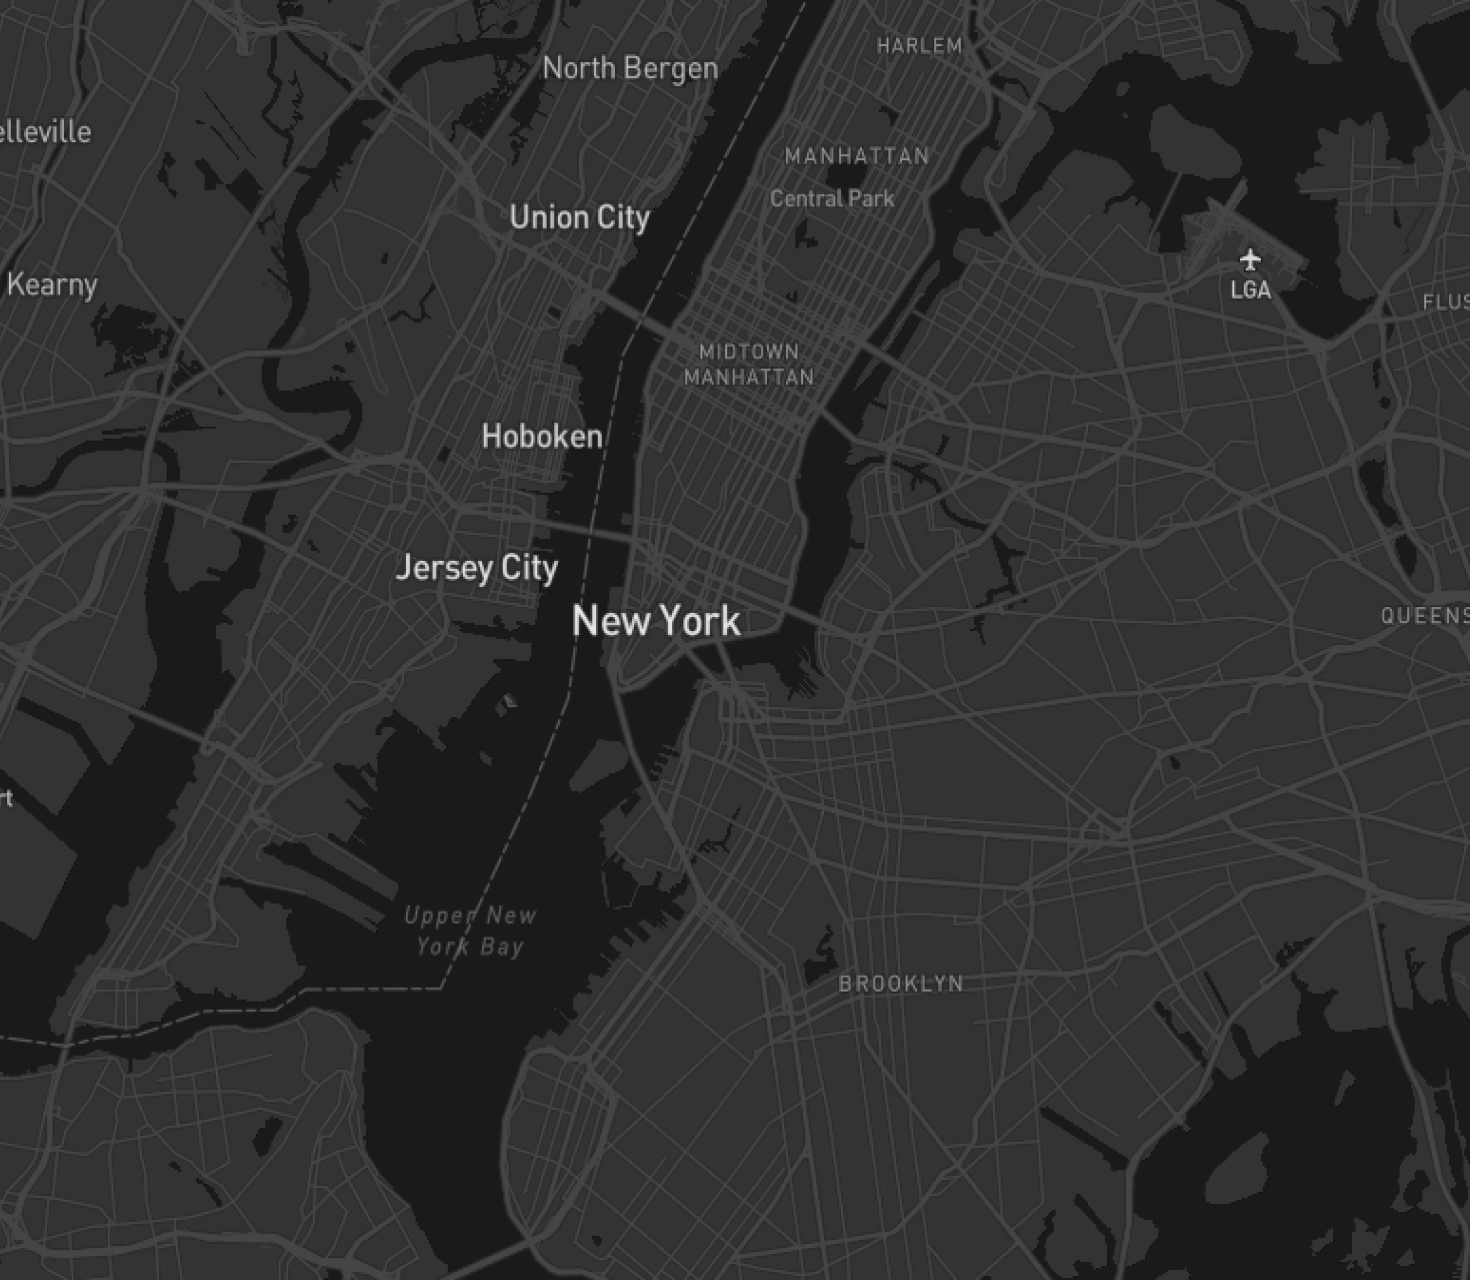 HARLEM
North Bergen
elleville
MANHATTAN
Central Park
Union City
Kearny
LGA
FLUS
MIDTOWN
MANHATTAN
Hoboken
Jersey City
New York
QUEENS
rt
Upper New
York Bay
BROOKLYN